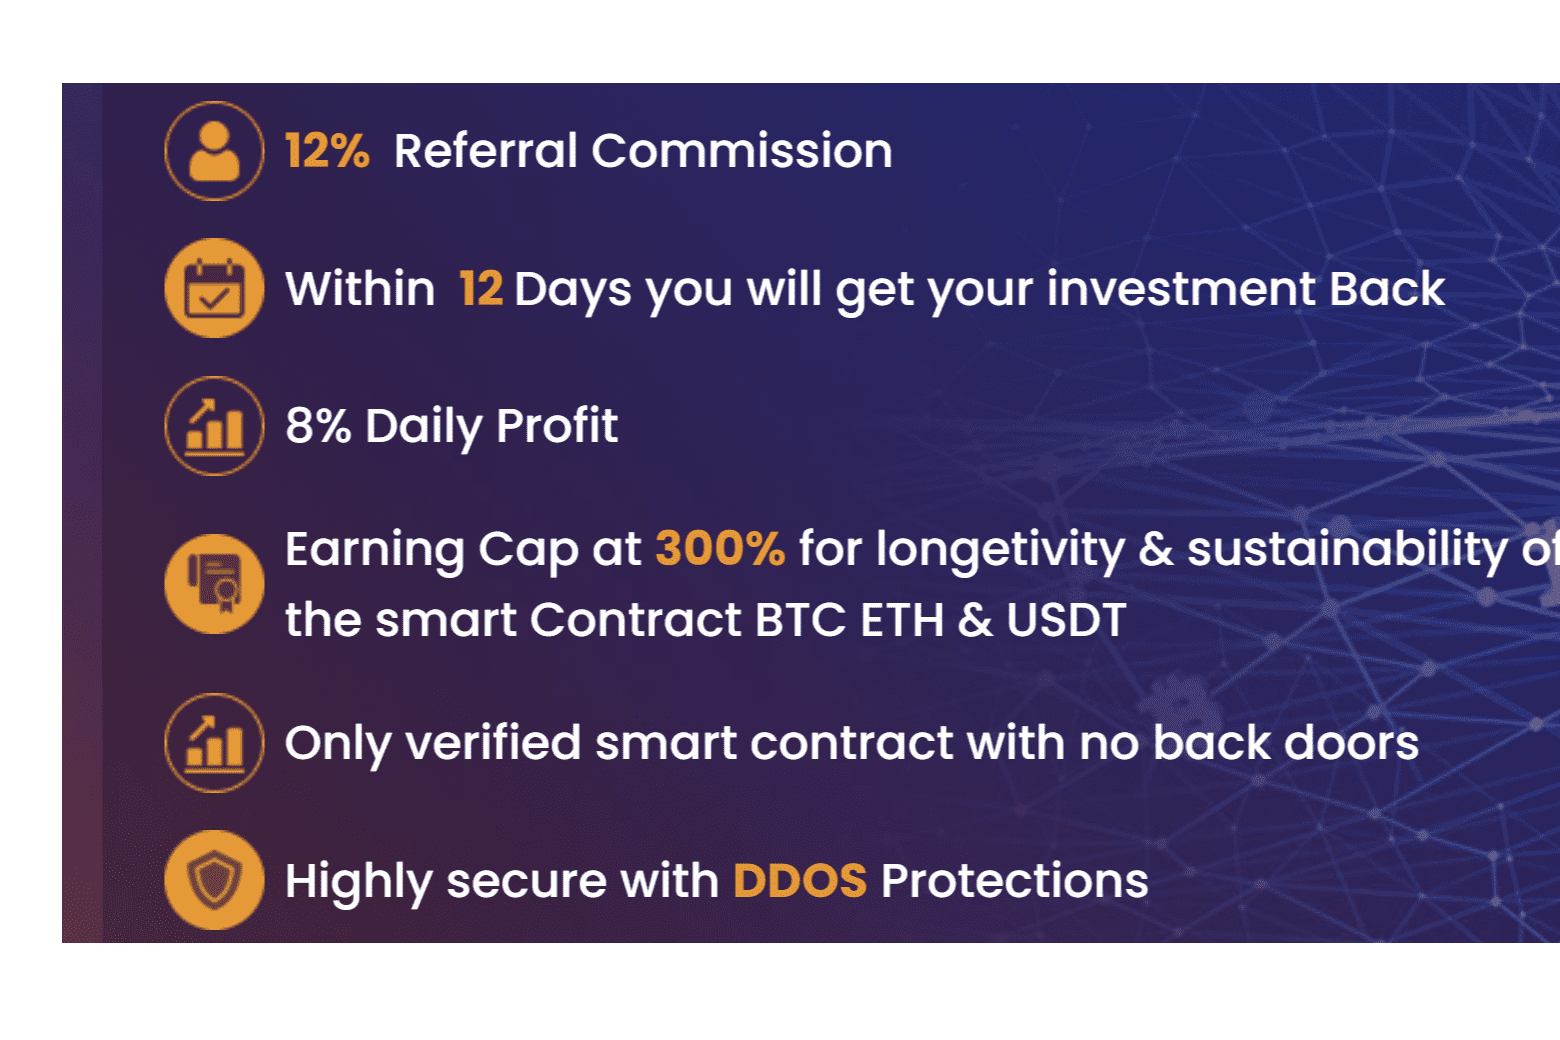 12% Referral Commission
Within 12 Days you will get your investment Back
8% Daily Profit
Earning Cap at 300% for longetivity & sustainability of
the smart Contract BTC ETH & USDT
Only verified smart contract with no back doors
Highly secure with DDOS Protections